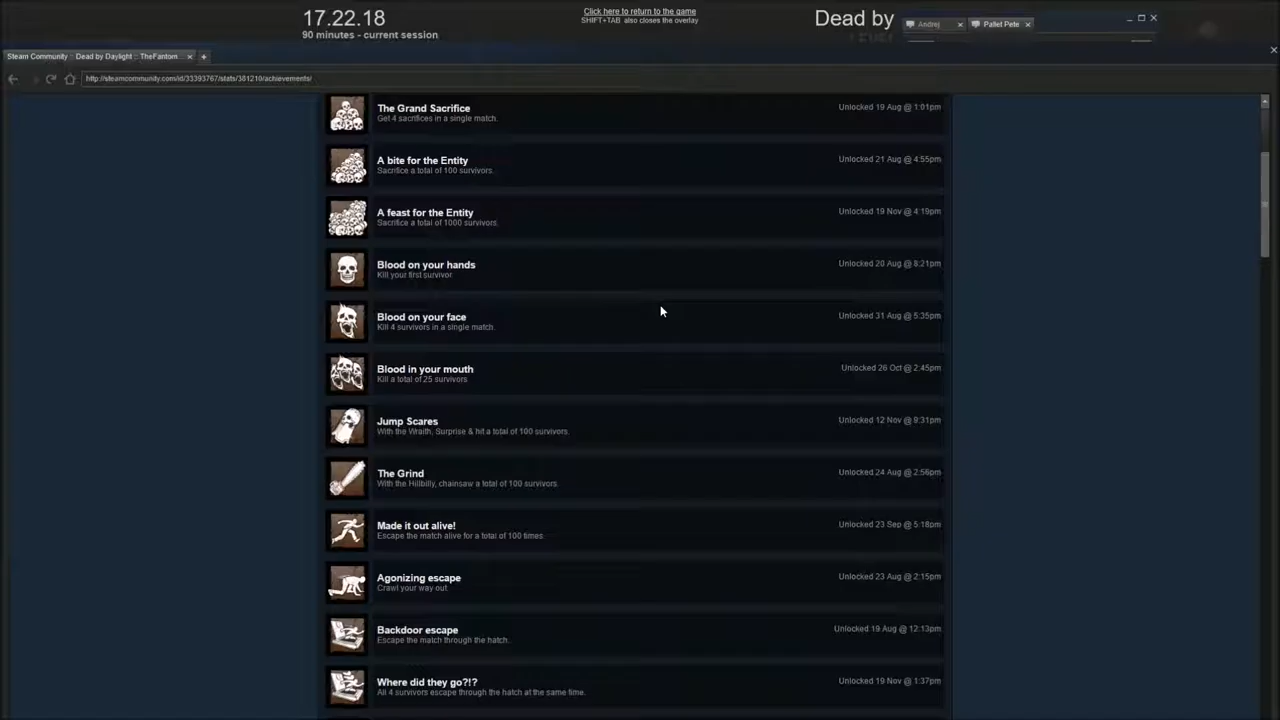 17.22.18
90 minutes - current session
Click here to return to the game
SHIFT+TAB also closes the overlay
Dead by
Andrej
Pallet Pete
Steam Community :: Dead by Daylight :: TheFantom
http://steamcommunity.com/id/33393767/stats/381210/achievements/
The Grand Sacrifice
Get 4 sacrifices in a single match.
Unlocked 19 Aug @ 1:01pm
A bite for the Entity
Sacrifice a total of 100 survivors.
Unlocked 21 Aug @ 4:55pm
A feast for the Entity
Sacrifice a total of 1000 survivors.
Unlocked 19 Nov @ 4:19pm
Blood on your hands
Kill your first survivor.
Unlocked 20 Aug @ 8:21pm
Blood on your face
Kill 4 survivors in a single match.
Unlocked 31 Aug @ 5:35pm
Blood in your mouth
Kill a total of 25 survivors
Unlocked 26 Oct @ 2:45pm
Jump Scares
With the Wraith, Surprise & hit a total of 100 survivors.
Unlocked 12 Nov @ 9:31pm
The Grind
With the Hillbilly, chainsaw a total of 100 survivors.
Unlocked 24 Aug @ 2:56pm
Made it out alive!
Escape the match alive for a total of 100 times.
Unlocked 23 Sep @ 5:18pm
Agonizing escape
Crawl your way out
Unlocked 23 Aug @ 2:15pm
Backdoor escape
Escape the match through the hatch.
Unlocked 19 Aug @ 12:13pm
Where did they go?!?
All 4 survivors escape through the hatch at the same time.
Unlocked 19 Nov @ 1:37pm